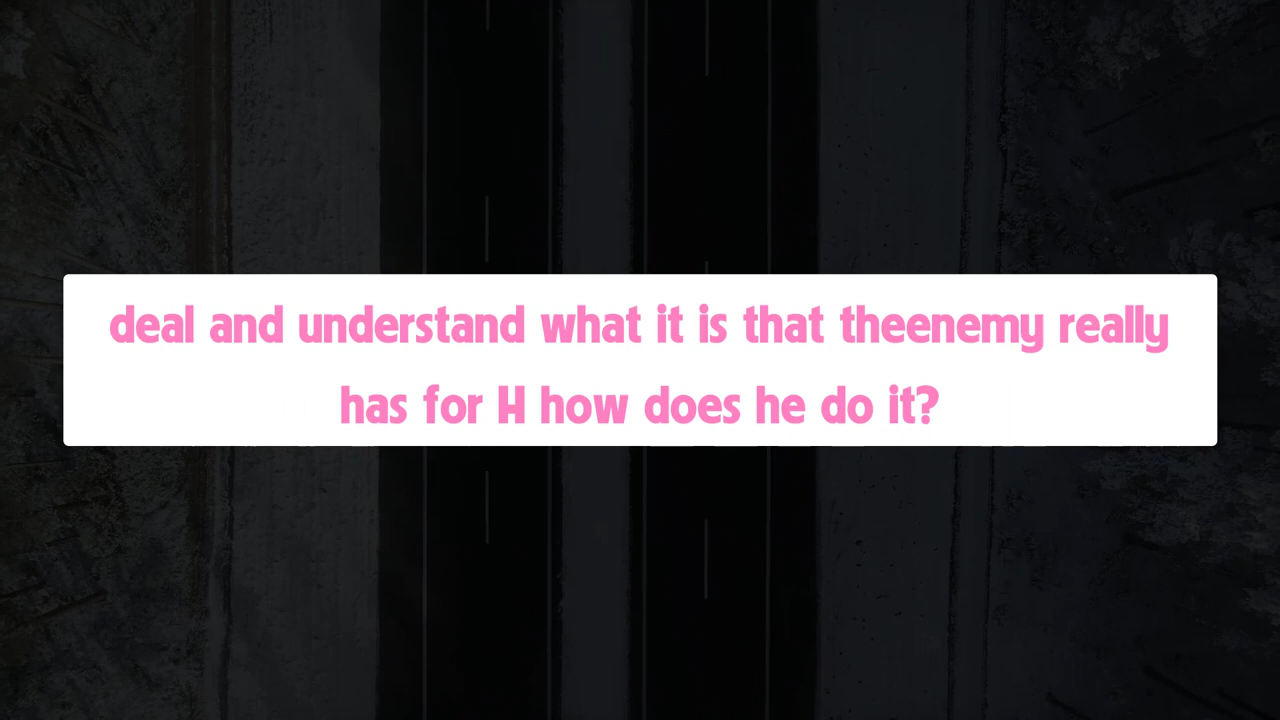 deal and understand what it is that theenemy really
has for H how does he do it?